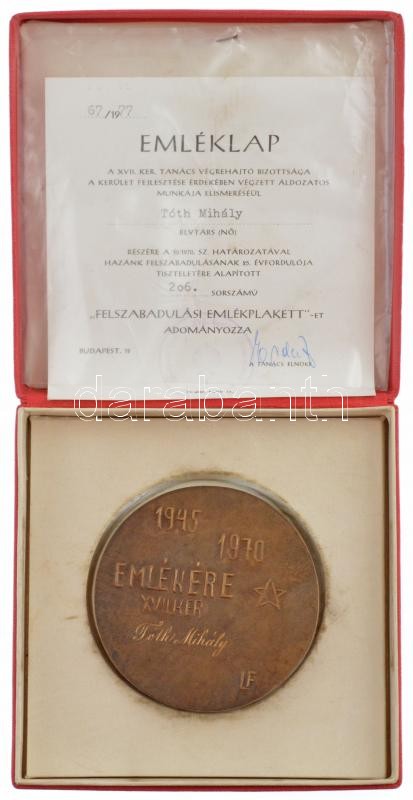 67/1977
EMLÉKLAP
A XVII. KER. TANÁCS VÉGREHAJTÓ BIZOTTSÁGA
A KERÜLET FEJLESZTÉSE ÉRDEKÉBEN VÉGZETT ÁLDOZATOS
MUNKÁJA ELISMERÉSÉÜL
Tóth Mihály
ELVTÁRS (NŐ)
RÉSZÉRE A SZ. HATÁROZATÁVAL
HAZÁNK FELSZABADULÁSÁNAK 25. ÉVFORDULÓJA
TISZTELETÉRE ALAPÍTOTT
206. SORSZÁMÚ
„FELSZABADULÁSI EMLÉKPLAKETT"-ET
ADOMÁNYOZZA
BUDAPEST, 19
A TANÁCS ELNÖKE
darabanth.com
1945
1970
EMLÉKÉRE
XVII.KER
Tóth Mihály
LF